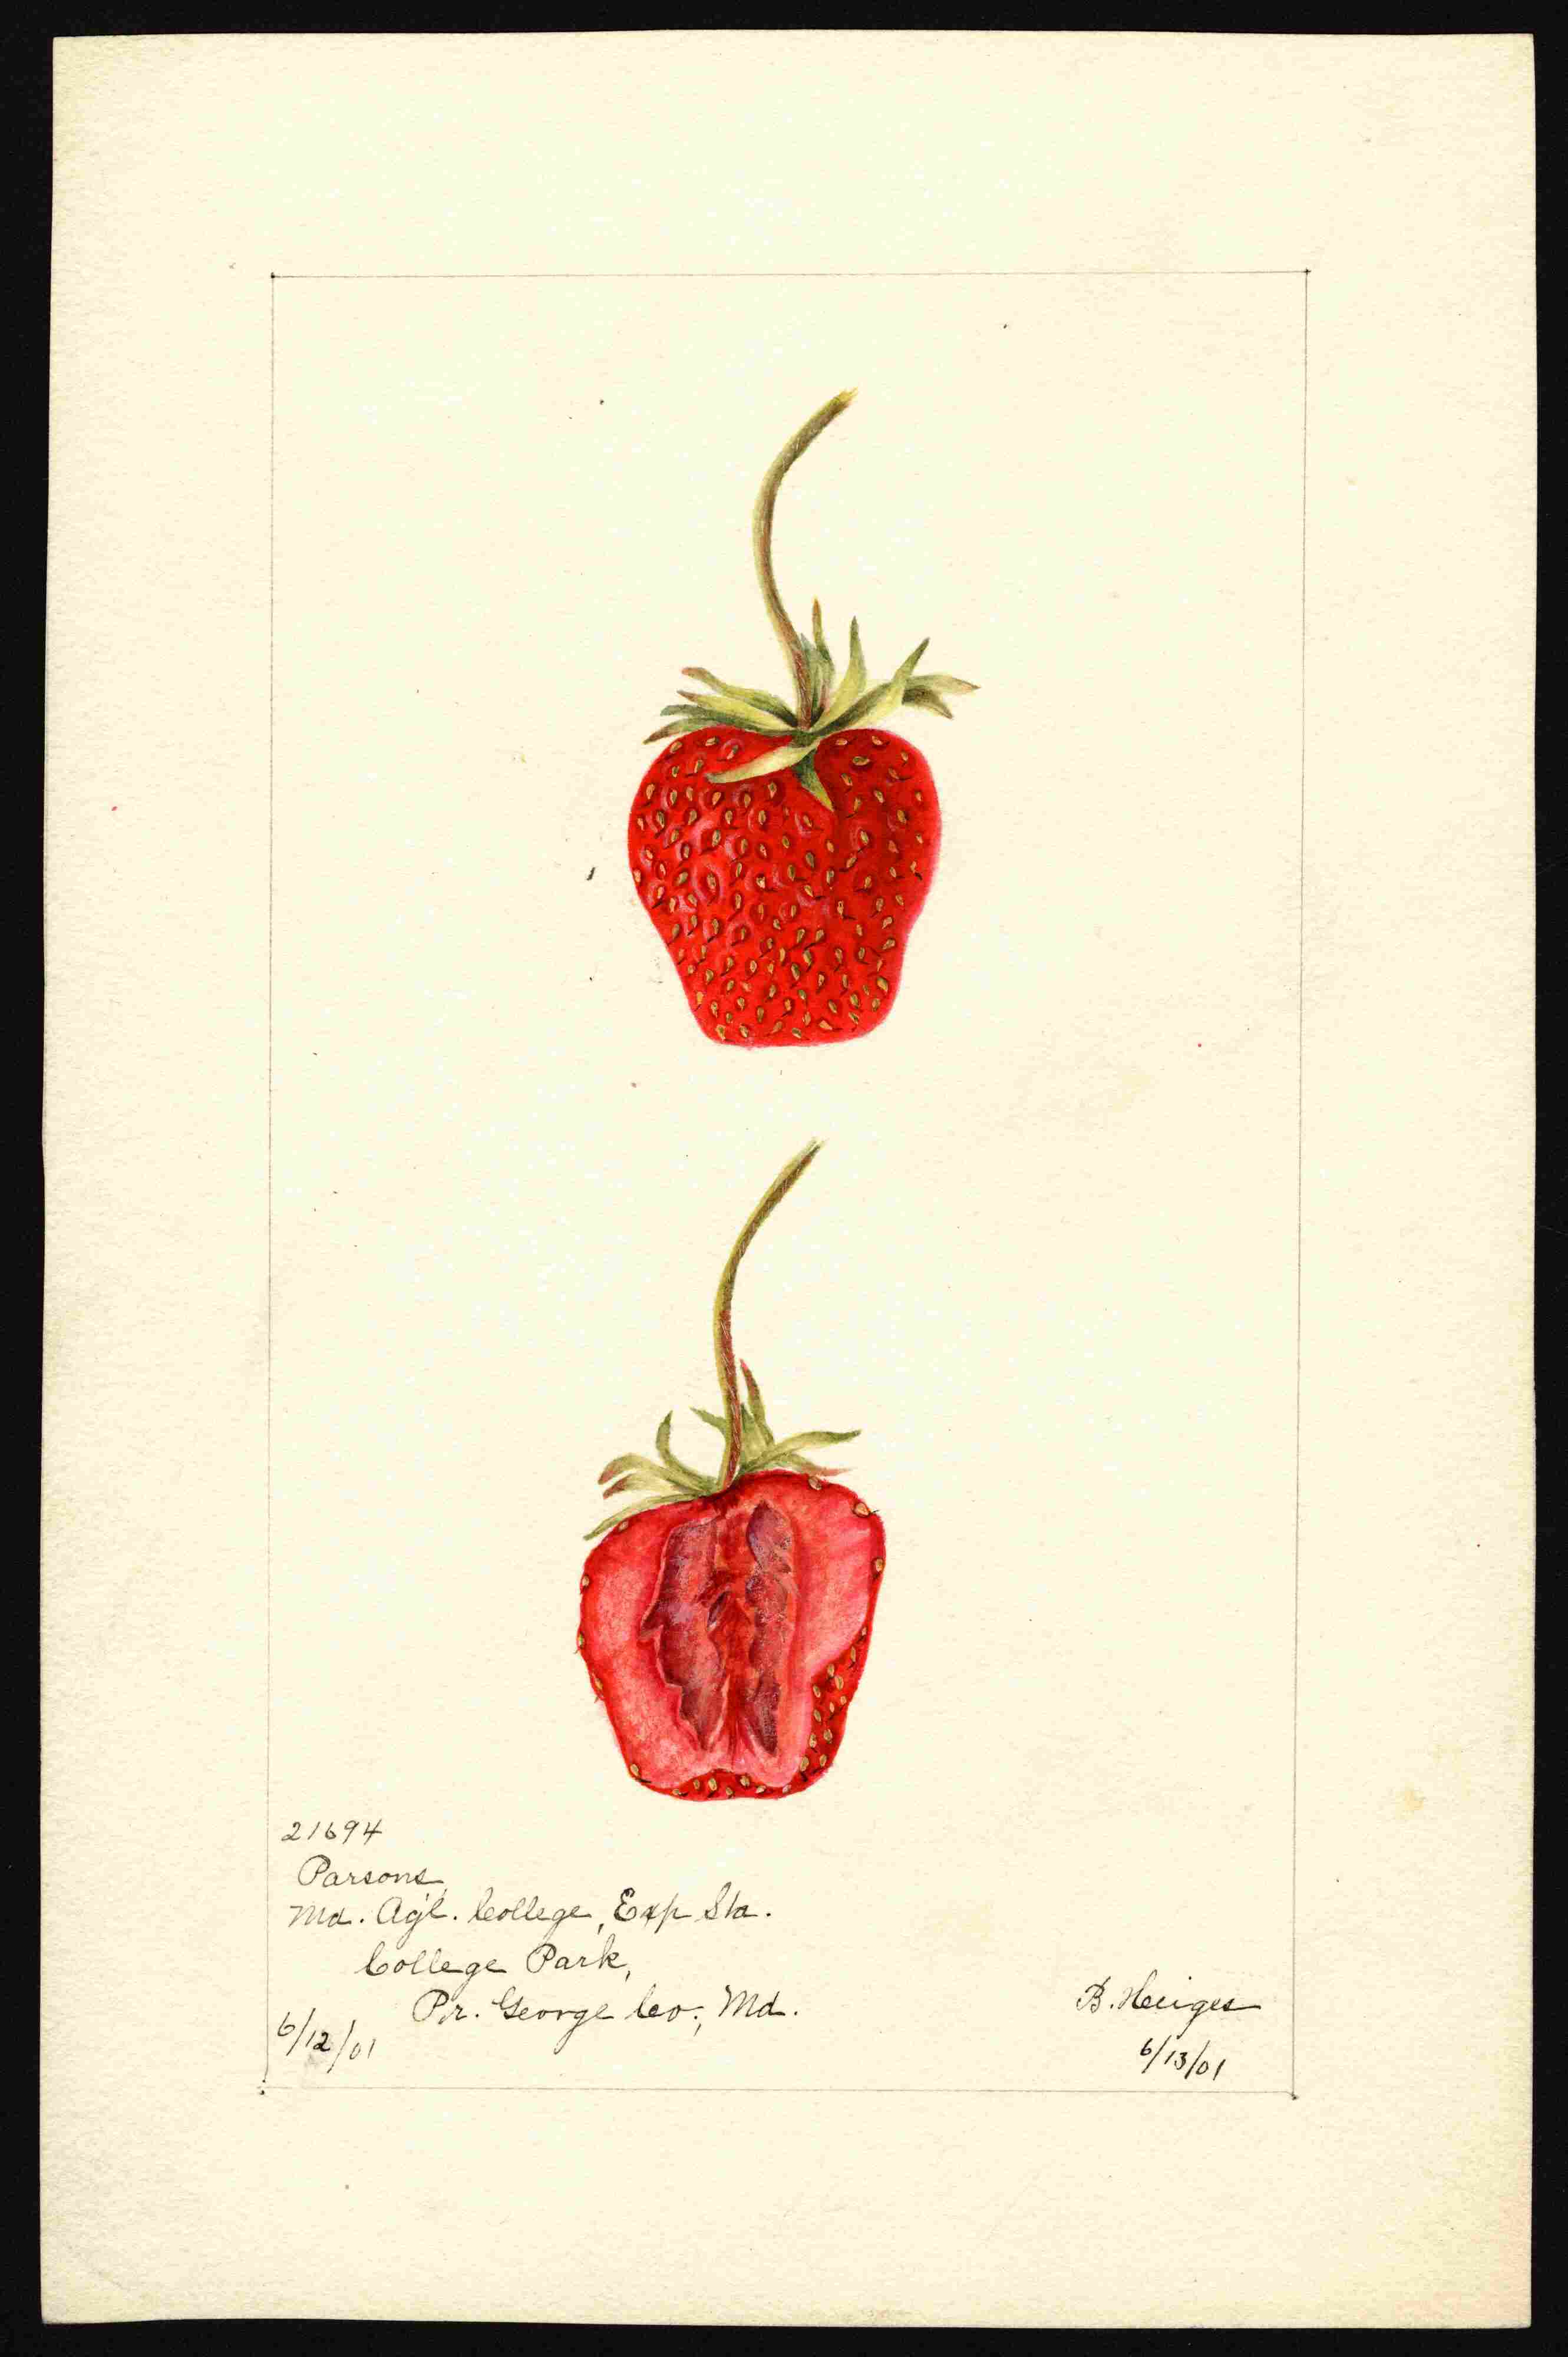 21694
Parsons,
Md. Agl. College, Exp Sta.
College Park,
Pr. George Co., Md.
6/12/01
B. Heiges
6/13/01